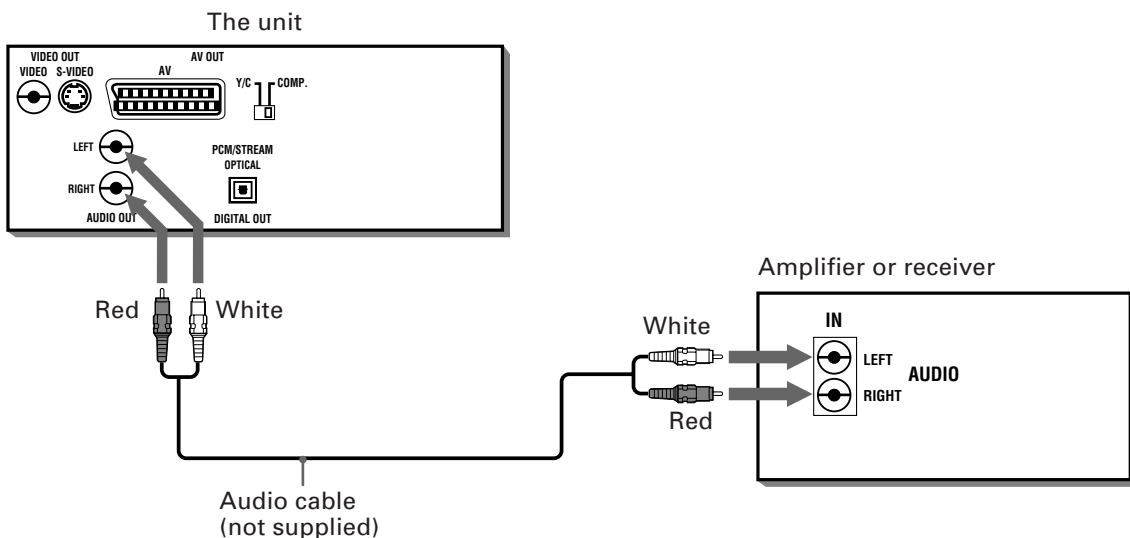 The unit
VIDEO OUT
AV OUT
VIDEO S-VIDEO
AV
Y/C
COMP.
LEFT
PCM/STREAM
OPTICAL
RIGHT
AUDIO OUT
DIGITAL OUT
Red
White
Amplifier or receiver
White
IN
LEFT
AUDIO
RIGHT
Red
Audio cable
(not supplied)